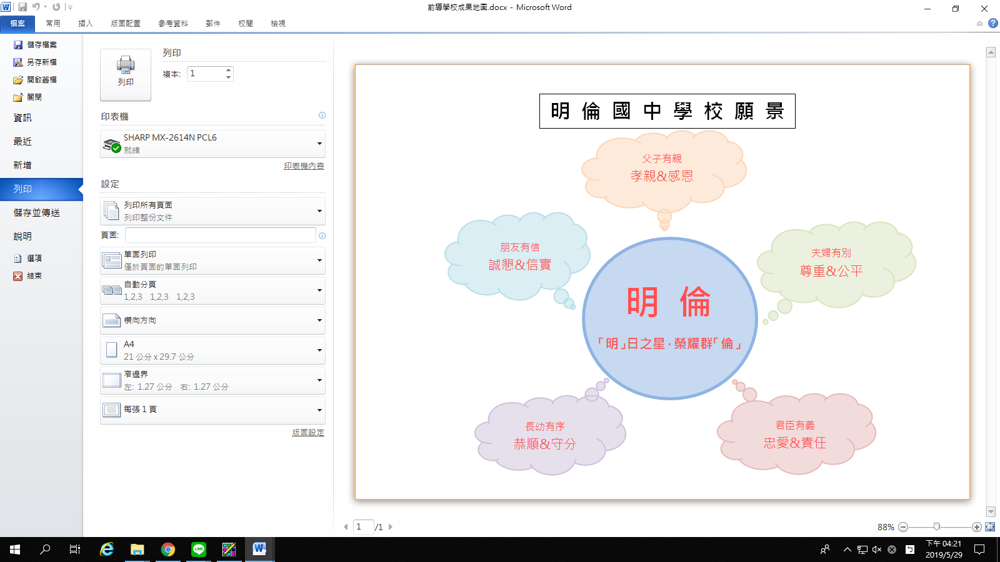 前導學校成果地圖.docx - Microsoft Word
檔案
常用
插入
版面配置
參考資料
郵件
校閱
檢視
儲存檔案
另存新檔
開啟舊檔
關閉
資訊
最近
新增
列印
儲存並傳送
說明
選項
結束
列印
列印
複本: 1
印表機
SHARP MX-2614N PCL6
就緒
印表機內容
設定
列印所有頁面
列印整份文件
頁面:
單面列印
僅於頁面的單面列印
自動分頁
1,2,3 1,2,3 1,2,3
橫向方向
A4
21 公分 x 29.7 公分
窄邊界
左: 1.27 公分 右: 1.27 公分
每張 1 頁
版面設定
明倫國中學校願景
父子有親
孝親&感恩
朋友有信
誠懇&信實
夫婦有別
尊重&公平
明 倫
「明」日之星‧榮耀群「倫」
長幼有序
恭順&守分
君臣有義
忠愛&責任
1 /1
88%
LINE
ㄅ
下午 04:21
2019/5/29